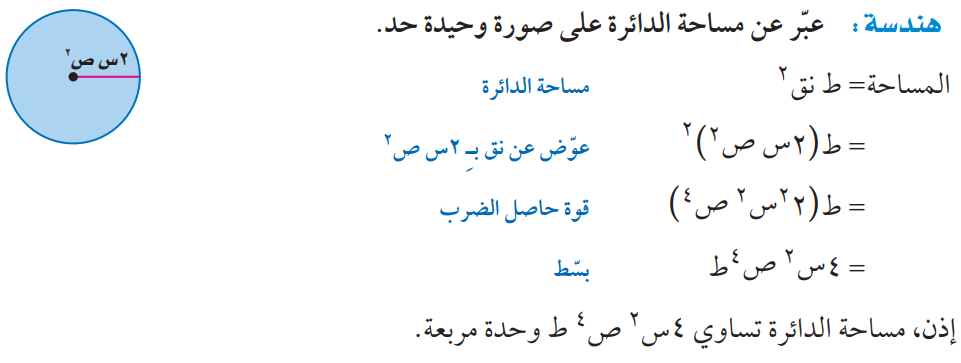 هندسة : عبّر عن مساحة الدائرة على صورة وحيدة حد.
٢س ص٢
المساحة = ط نق٢ مساحة الدائرة
= ط(٢س ص٢)٢ عوّض عن نق بـِ ٢س ص٢
= ط(٢٢س٢ ص٤) قوة حاصل الضرب
= ٤س٢ ص٤ط بسّط
إذن، مساحة الدائرة تساوي ٤س٢ ص٤ ط وحدة مربعة.